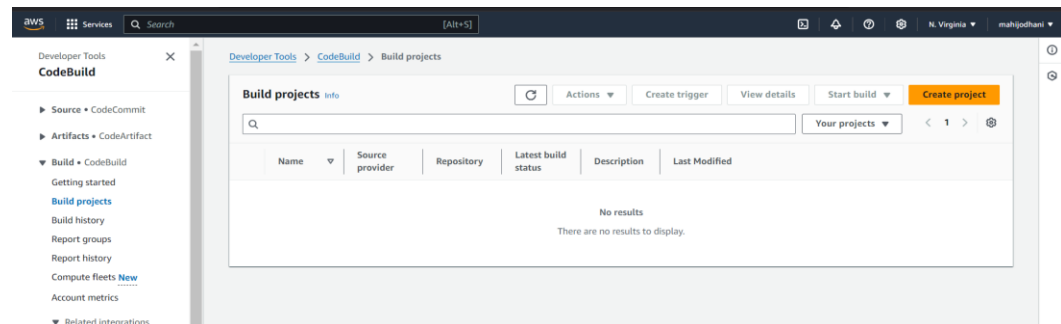 aws Services Search [Alt+S] N. Virginia mahijodhani
Developer Tools
CodeBuild
Source • CodeCommit
Artifacts • CodeArtifact
Build • CodeBuild
Getting started
Build projects
Build history
Report groups
Report history
Compute fleets New
Account metrics
Related integrations
Developer Tools > CodeBuild > Build projects
Build projects Info Actions Create trigger View details Start build Create project
Your projects < 1 >
Name Source provider Repository Latest build status Description Last Modified
No results
There are no results to display.